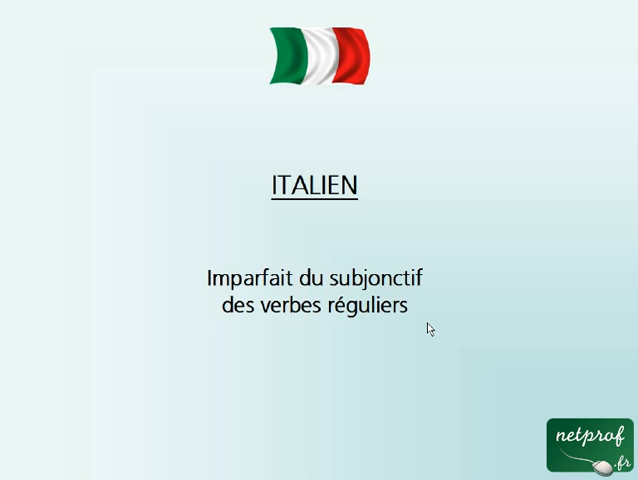 ITALIEN
Imparfait du subjonctif
des verbes réguliers
netprof
.fr